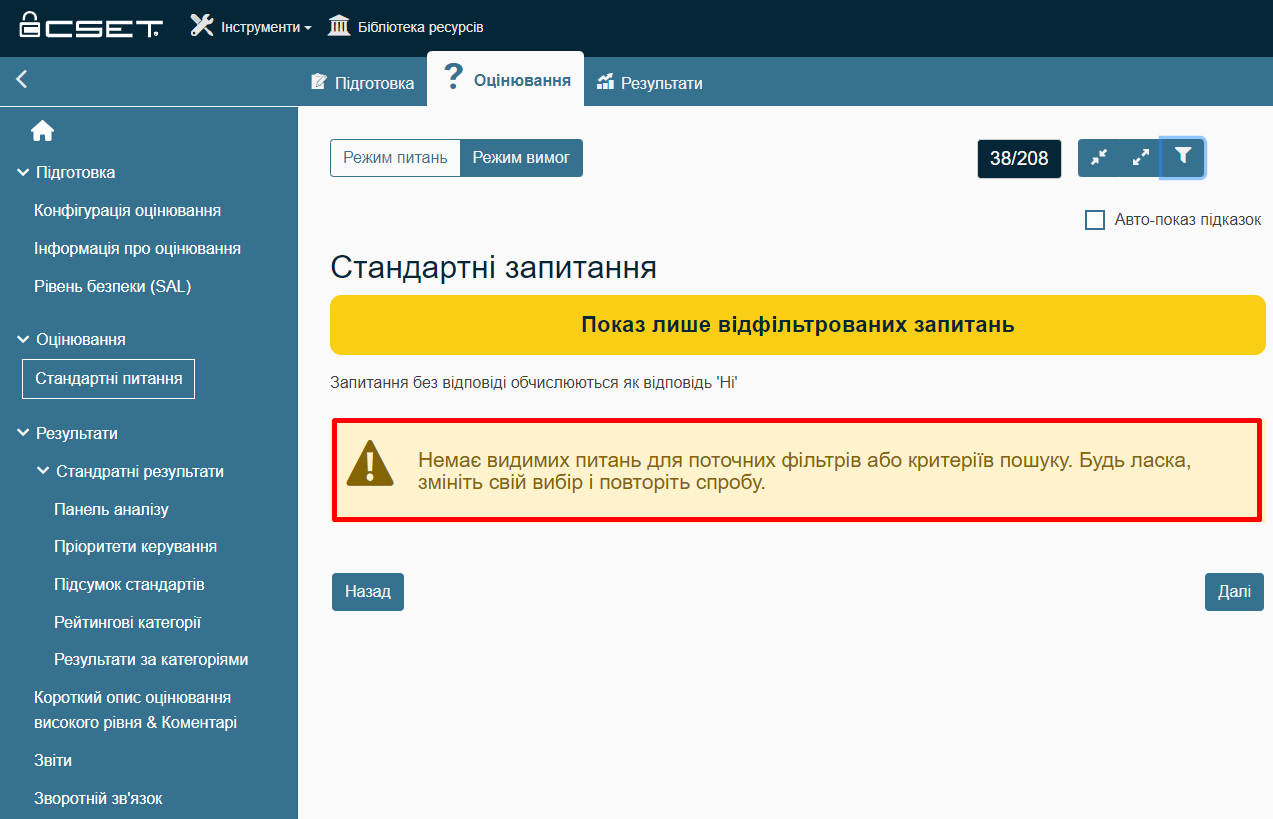 CSET
Інструменти
Бібліотека ресурсів
Підготовка
Оцінювання
Результати
Підготовка
Конфігурація оцінювання
Інформація про оцінювання
Рівень безпеки (SAL)
Оцінювання
Стандартні питання
Результати
Стандратні результати
Панель аналізу
Пріоритети керування
Підсумок стандартів
Рейтингові категорії
Результати за категоріями
Короткий опис оцінювання
високого рівня & Коментарі
Звіти
Зворотній зв'язок
Режим питань
Режим вимог
38/208
Авто-показ підказок
Стандартні запитання
Показ лише відфільтрованих запитань
Запитання без відповіді обчислюються як відповідь 'Ні'
Немає видимих питань для поточних фільтрів або критеріїв пошуку. Будь ласка,
змініть свій вибір і повторіть спробу.
Назад
Далі